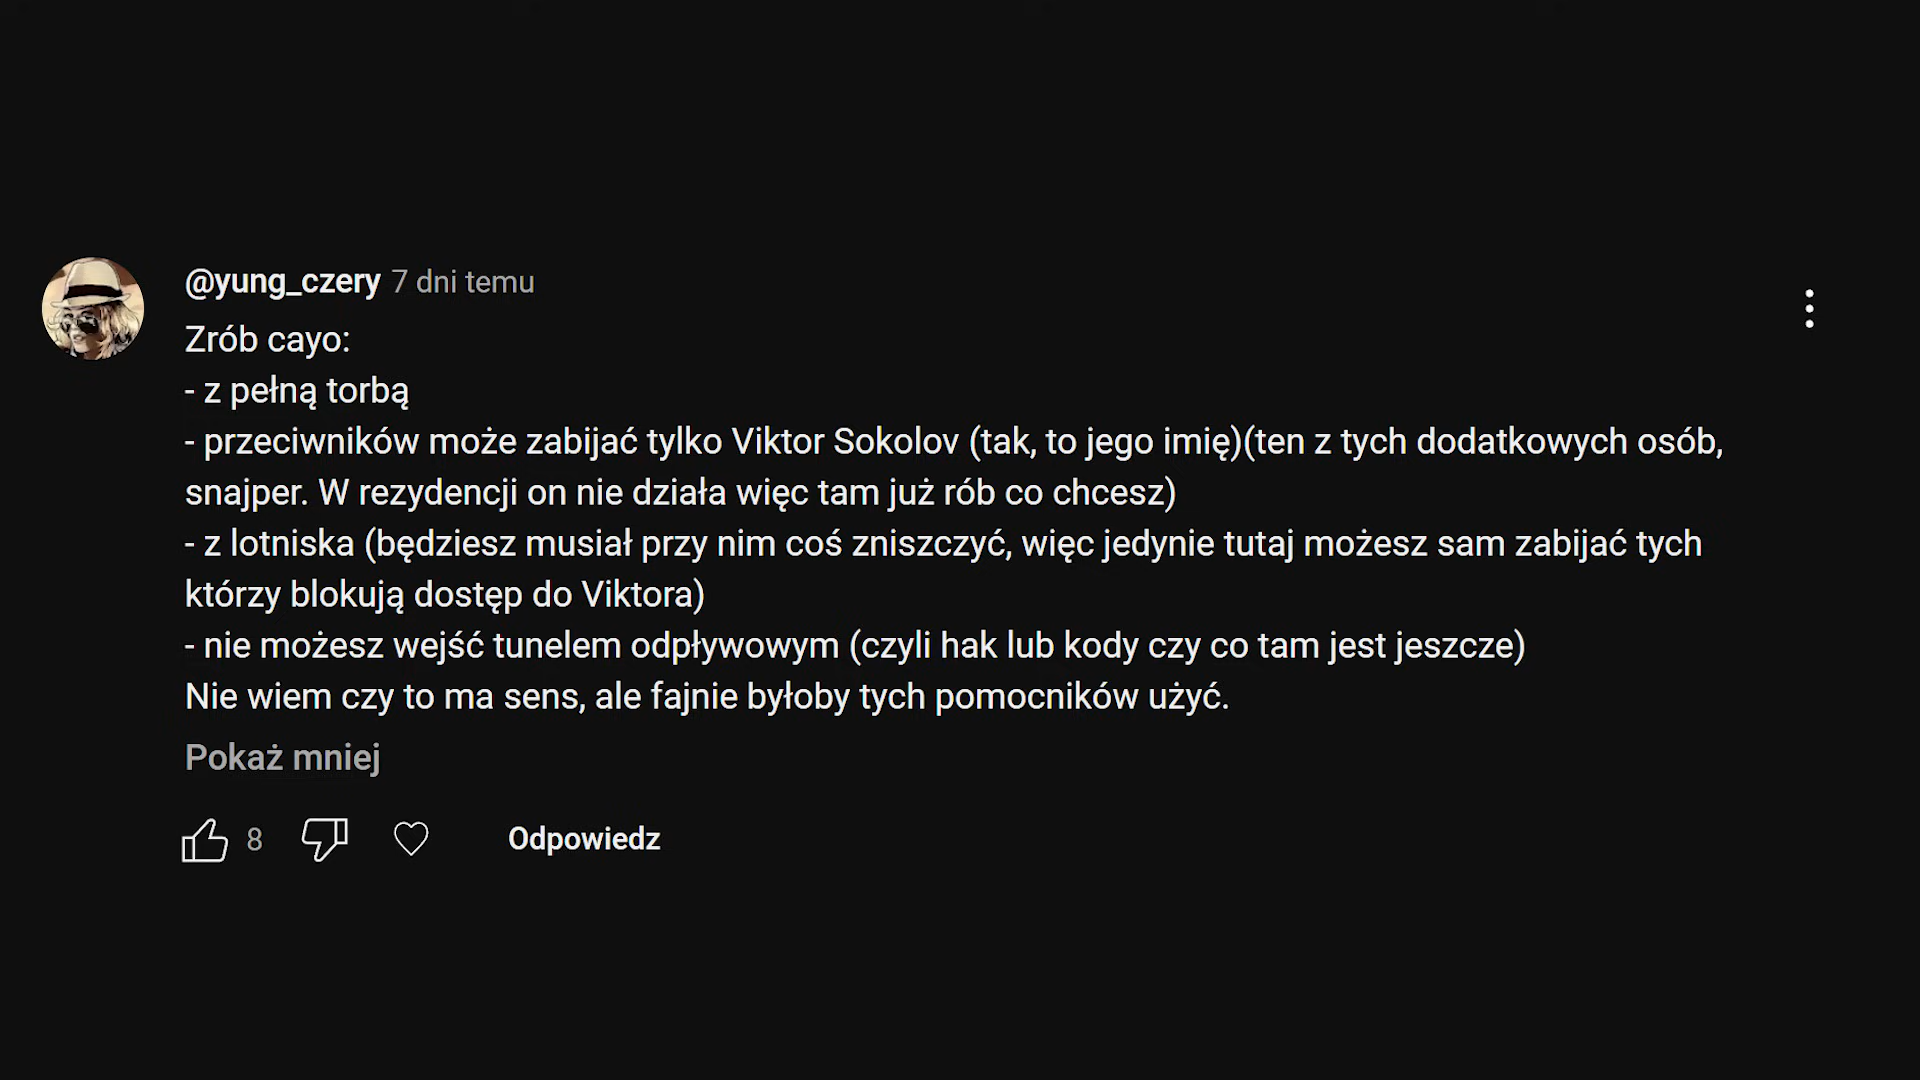 @yung_czery 7 dni temu
Zrób cayo:
- z pełną torbą
- przeciwników może zabijać tylko Viktor Sokolov (tak, to jego imię)(ten z tych dodatkowych osób,
snajper. W rezydencji on nie działa więc tam już rób co chcesz)
- z lotniska (będziesz musiał przy nim coś zniszczyć, więc jedynie tutaj możesz sam zabijać tych
którzy blokują dostęp do Viktora)
- nie możesz wejść tunelem odpływowym (czyli hak lub kody czy co tam jest jeszcze)
Nie wiem czy to ma sens, ale fajnie byłoby tych pomocników użyć.
Pokaż mniej
8 Odpowiedz